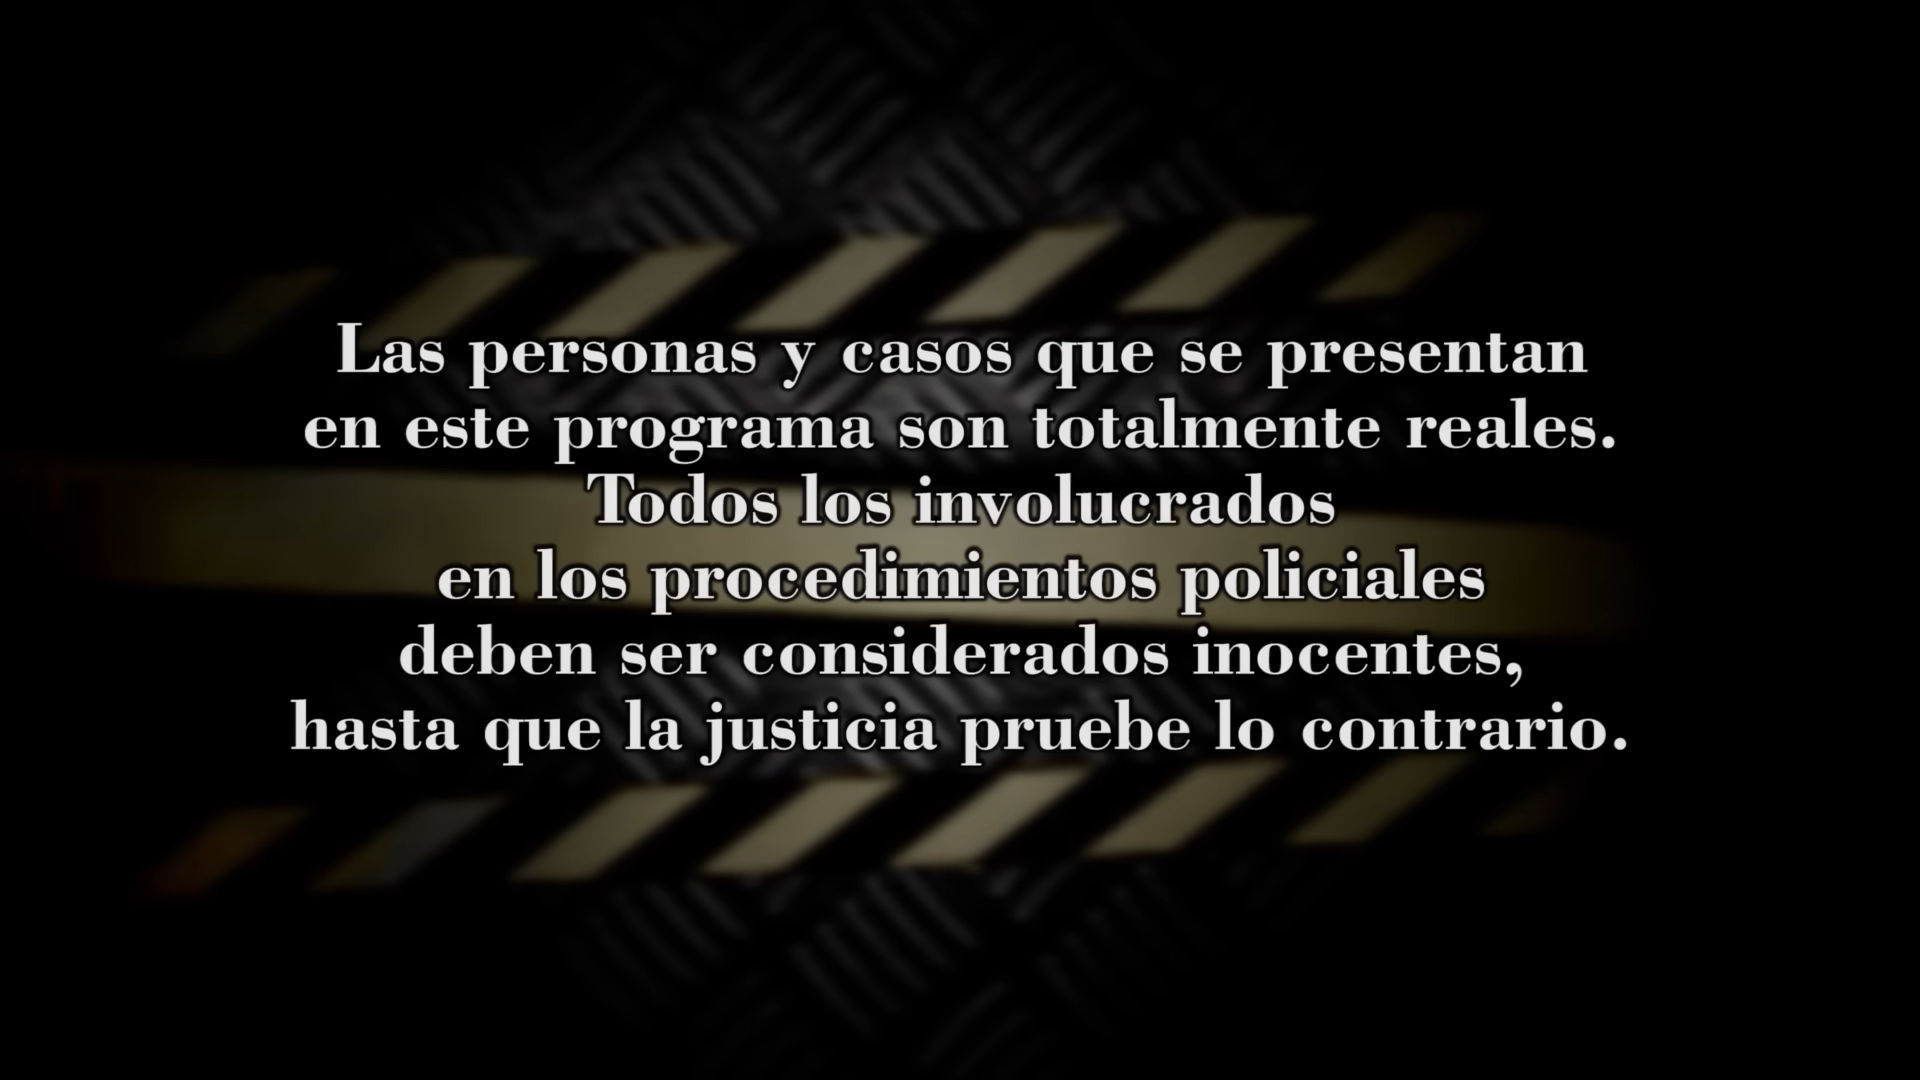 Las personas y casos que se presentan
en este programa son totalmente reales.
Todos los involucrados
en los procedimientos policiales
deben ser considerados inocentes,
hasta que la justicia pruebe lo contrario.